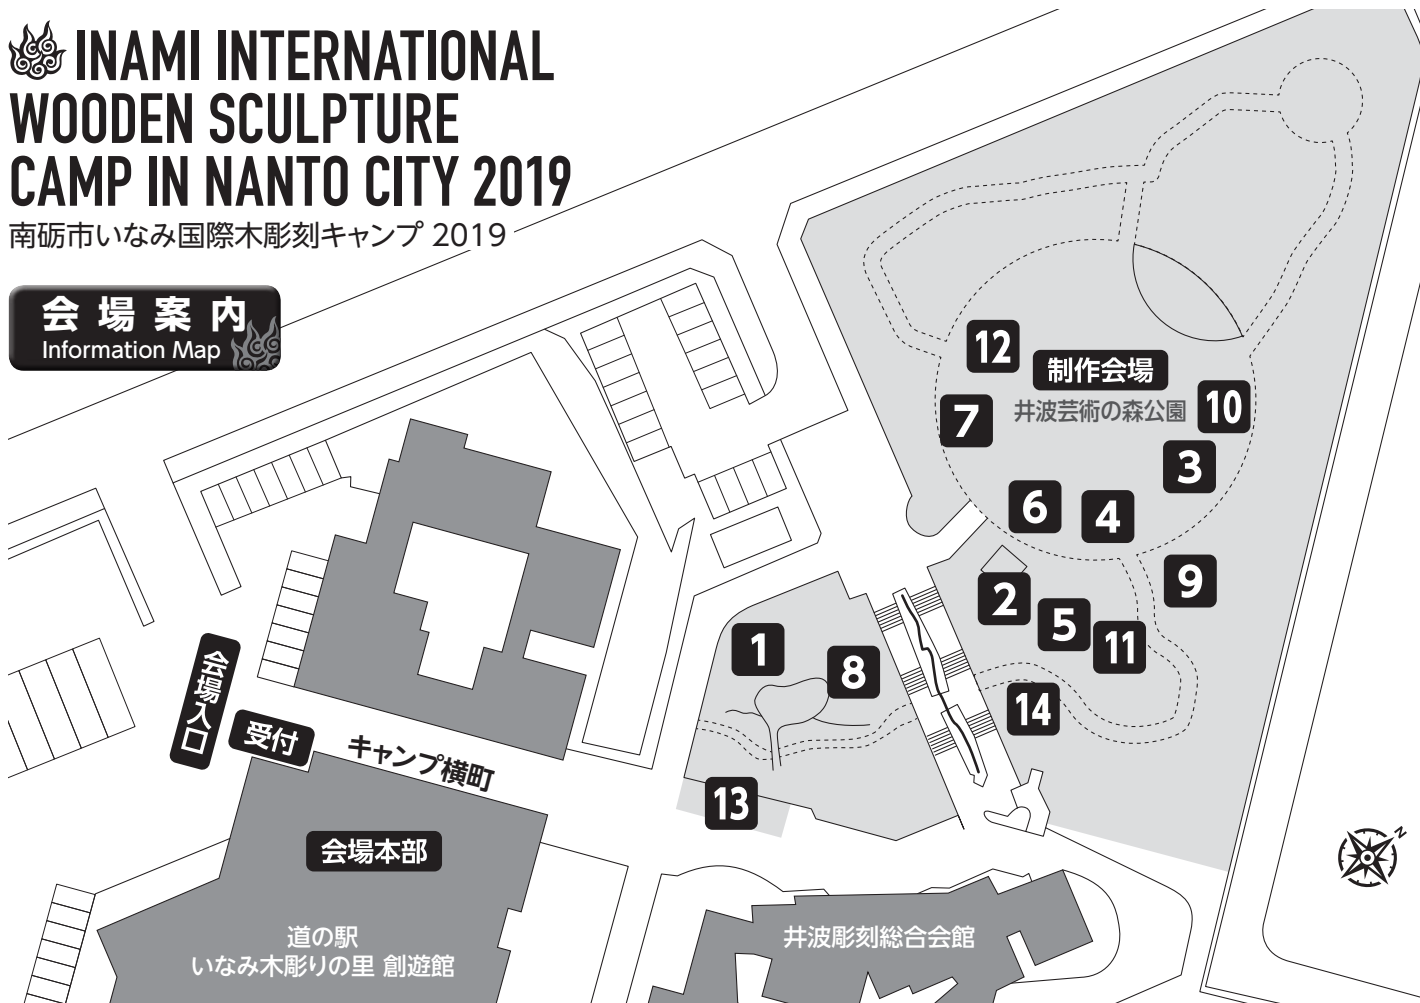 INAMI INTERNATIONAL
WOODEN SCULPTURE
CAMP IN NANTO CITY 2019
南砺市いなみ国際木彫刻キャンプ 2019
会場案内
Information Map
12
制作会場
井波芸術の森公園
10
7
3
6
4
9
2
5
11
1
8
14
会場入口
受付
キャンプ横町
13
会場本部
N
道の駅
いなみ木彫りの里 創遊館
井波彫刻総合会館